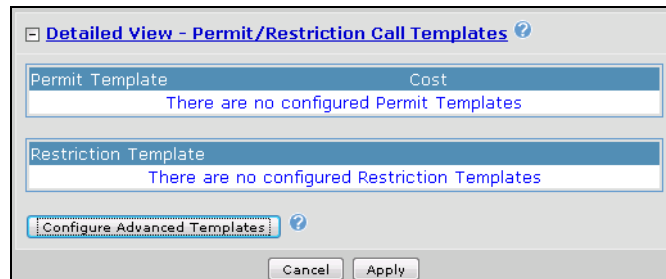 Detailed View - Permit/Restriction Call Templates
Permit Template Cost
There are no configured Permit Templates
Restriction Template
There are no configured Restriction Templates
Configure Advanced Templates
Cancel Apply